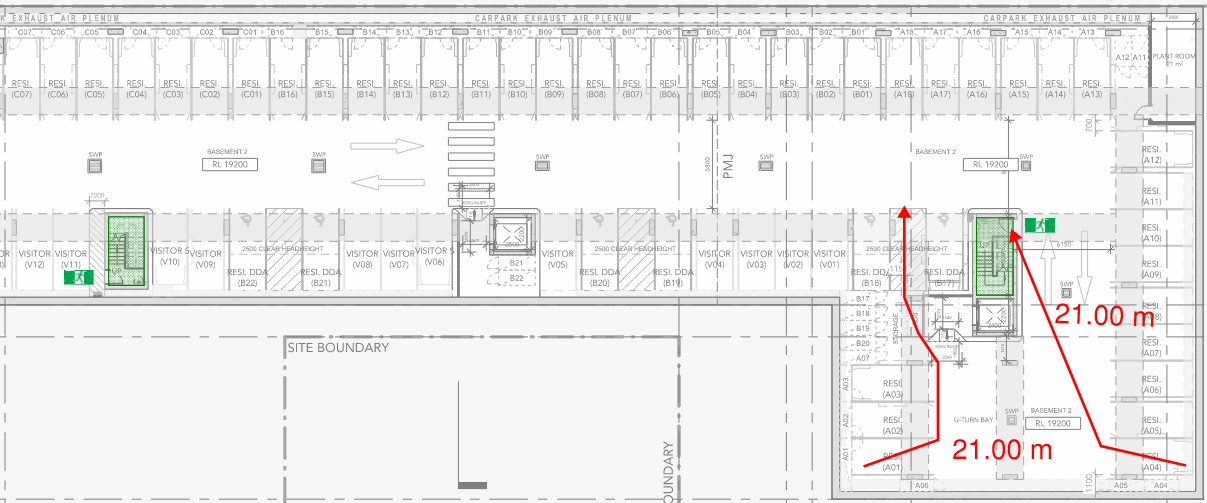 K EXHAUST AIR PLENUM CARPARK EXHAUST AIR PLENUM CARPARK EXHAUST AIR PLENUM
C07 C06 C05 C04 C03 C02 C01 B16 B15 B14 B13 B12 B11 B10 B09 B08 B07 B06 B05 B04 B03 B02 B01 A18 A17 A16 A15 A14 A13
A12 A11 PLANT ROOM
21 m²
RESI. RESI. RESI. RESI. RESI. RESI. RESI. RESI. RESI. RESI. RESI. RESI. RESI. RESI. RESI. RESI. RESI. RESI. RESI. RESI. RESI. RESI. RESI. RESI. RESI. RESI. RESI. RESI. RESI.
(C07) (C06) (C05) (C04) (C03) (C02) (C01) (B16) (B15) (B14) (B13) (B12) (B11) (B10) (B09) (B08) (B07) (B06) (B05) (B04) (B03) (B02) (B01) (A18) (A17) (A16) (A15) (A14) (A13)
700
SWP BASEMENT 2 SWP SWP SWP BASEMENT 2 SWP
RL 19200 RL 19200
5800
PMJ
RESI.
(A12)
RESI.
(A11)
1000
VISITOR VISITOR VISITOR S VISITOR VISITOR VISITOR VISITOR S VISITOR VISITOR VISITOR VISITOR VISITOR
(V12) (V11) (V10) (V09) (V08) (V07) (V06) (V05) (V04) (V03) (V02) (V01)
2500 CLEAR HEADHEIGHT 2500 CLEAR HEADHEIGHT 2500 CLEAR HEADHEIGHT
RESI. DDA RESI. DDA RESI. DDA RESI. DDA RESI. DDA RESI. DDA
(B22) (B21) (B20) (B19) (B18) (B17)
UP
2500
B21
B22
UP
6150
RESI.
(A10)
RESI.
(A09)
SWP
B17
B18
B19
B20
A07
STORAGE
2400
21.00 m
RESI.
(A07)
RESI.
(A06)
SITE BOUNDARY
OUNDARY
A03
RESI.
(A03)
A02
RESI.
(A02)
A01
RESI.
(A01)
A06
U-TURN BAY
SWP
BASEMENT 2
RL 19200
21.00 m
RESI.
(A05)
RESI.
(A04)
1100
A05 A04